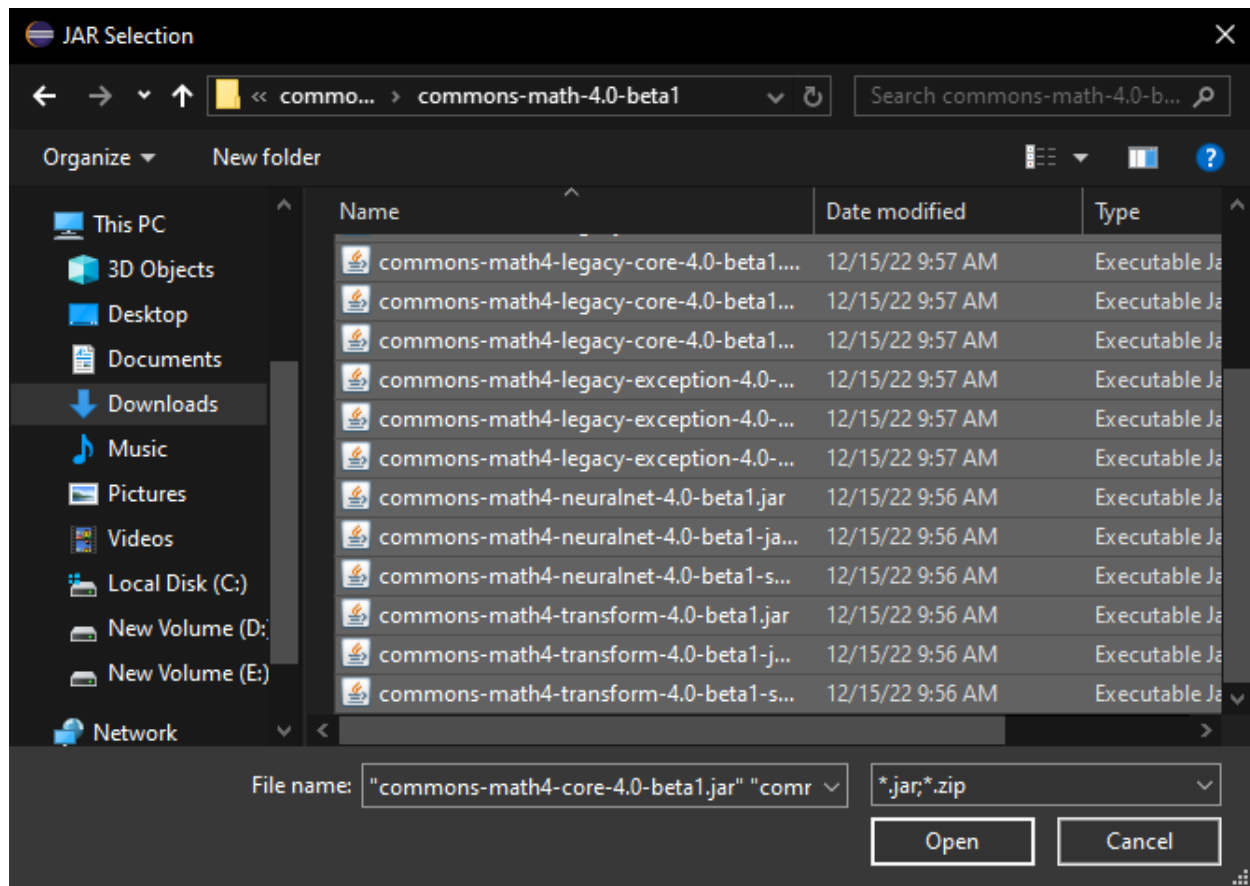 JAR Selection
« commo... › commons-math-4.0-beta1
Search commons-math-4.0-b...
Organize
New folder
Name Date modified Type
This PC
3D Objects
Desktop
Documents
Downloads
Music
Pictures
Videos
Local Disk (C:)
New Volume (D:
New Volume (E:)
Network
commons-math4-legacy-core-4.0-beta1.... 12/15/22 9:57 AM Executable Ja
commons-math4-legacy-core-4.0-beta1... 12/15/22 9:57 AM Executable Ja
commons-math4-legacy-core-4.0-beta1... 12/15/22 9:57 AM Executable Ja
commons-math4-legacy-exception-4.0-... 12/15/22 9:57 AM Executable Ja
commons-math4-legacy-exception-4.0-... 12/15/22 9:57 AM Executable Ja
commons-math4-legacy-exception-4.0-... 12/15/22 9:57 AM Executable Ja
commons-math4-neuralnet-4.0-beta1.jar 12/15/22 9:56 AM Executable Ja
commons-math4-neuralnet-4.0-beta1-ja... 12/15/22 9:56 AM Executable Ja
commons-math4-neuralnet-4.0-beta1-s... 12/15/22 9:56 AM Executable Ja
commons-math4-transform-4.0-beta1.jar 12/15/22 9:56 AM Executable Ja
commons-math4-transform-4.0-beta1-j... 12/15/22 9:56 AM Executable Ja
commons-math4-transform-4.0-beta1-s... 12/15/22 9:56 AM Executable Ja
File name: "commons-math4-core-4.0-beta1.jar" "comr
*.jar;*.zip
Open
Cancel